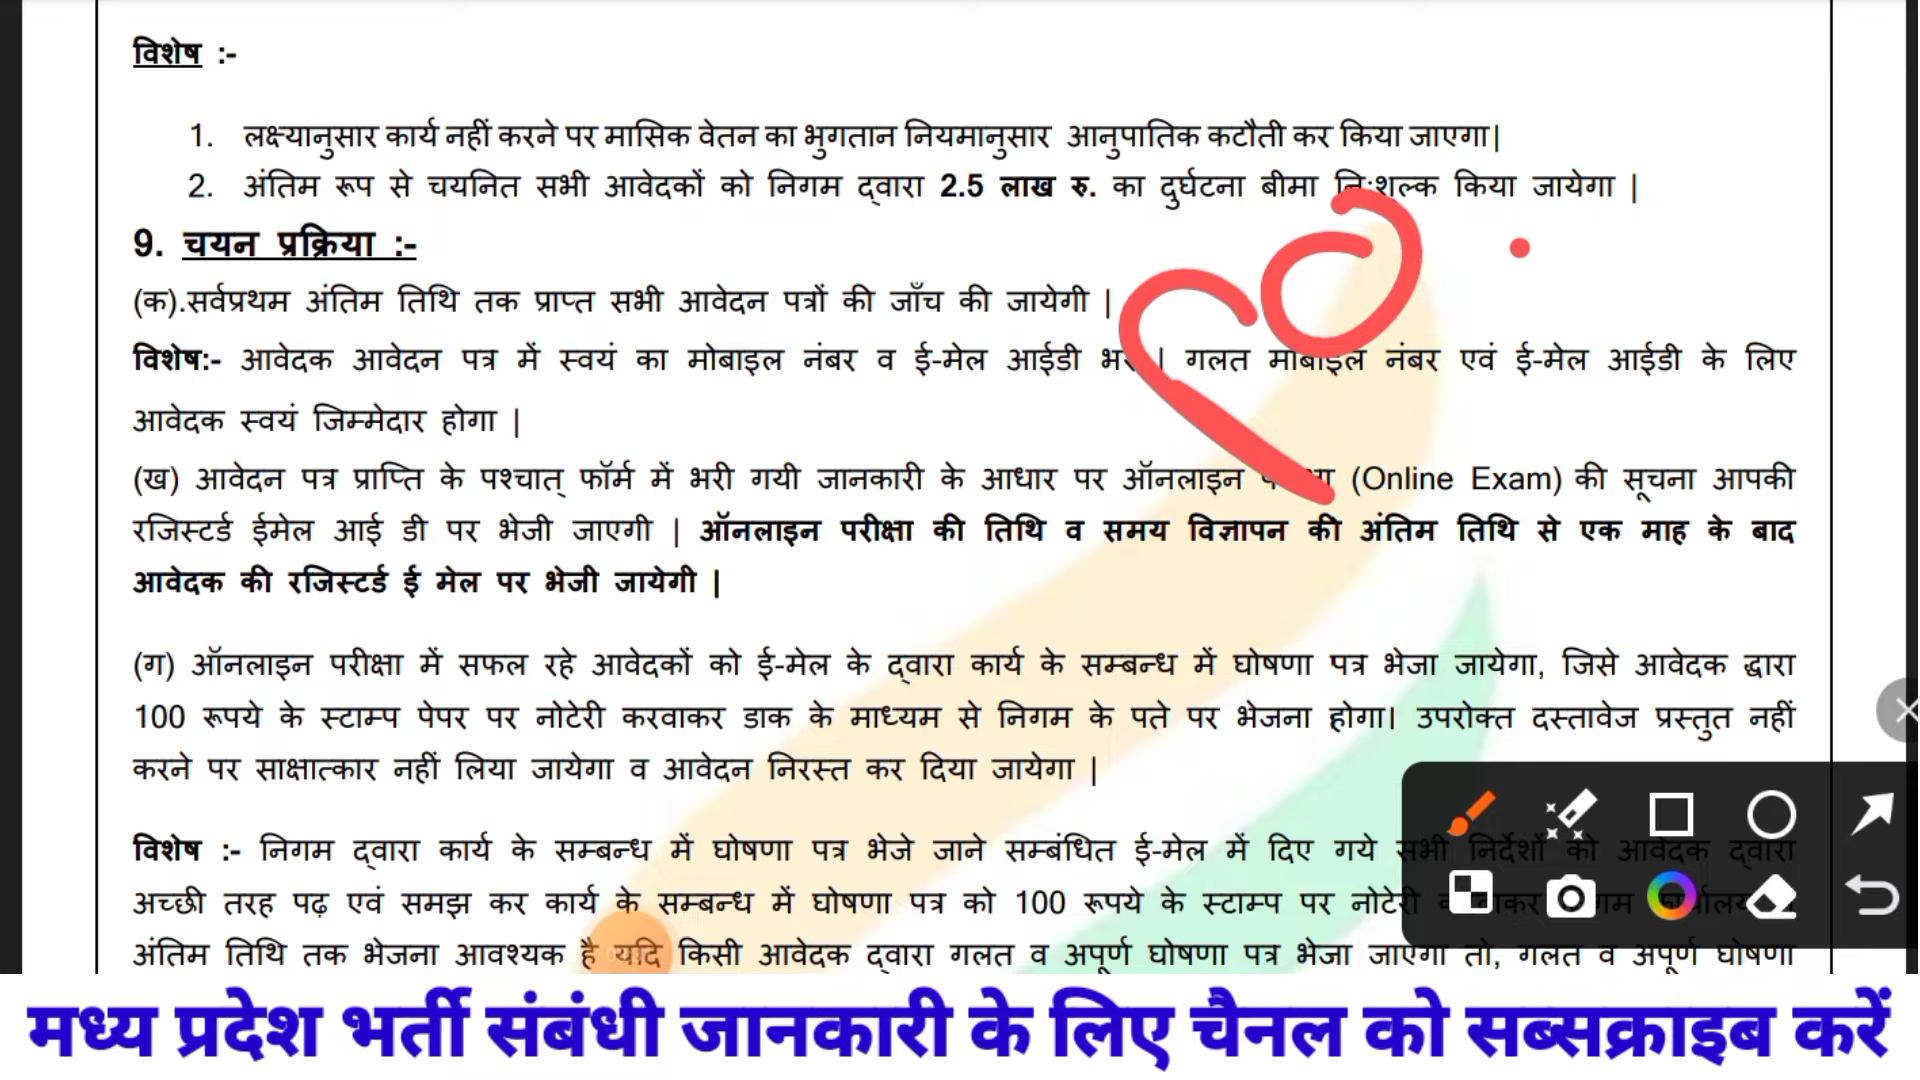 विशेष :-
1. लक्ष्यानुसार कार्य नहीं करने पर मासिक वेतन का भुगतान नियमानुसार आनुपातिक कटौती कर किया जाएगा|
2. अंतिम रूप से चयनित सभी आवेदकों को निगम द्वारा 2.5 लाख रु. का दुर्घटना बीमा नि:शुल्क किया जायेगा |
9. चयन प्रक्रिया :-
(क).सर्वप्रथम अंतिम तिथि तक प्राप्त सभी आवेदन पत्रों की जाँच की जायेगी |
विशेष:- आवेदक आवेदन पत्र में स्वयं का मोबाइल नंबर व ई-मेल आईडी | गलत मोबाइल नंबर एवं ई-मेल आईडी के लिए
आवेदक स्वयं जिम्मेदार होगा |
(ख) आवेदन पत्र प्राप्ति के पश्चात् फॉर्म में भरी गयी जानकारी के आधार पर ऑनलाइन (Online Exam) की सूचना आपकी
रजिस्टर्ड ईमेल आई डी पर भेजी जाएगी | ऑनलाइन परीक्षा की तिथि व समय विज्ञापन की अंतिम तिथि से एक माह के बाद
आवेदक की रजिस्टर्ड ई मेल पर भेजी जायेगी |
(ग) ऑनलाइन परीक्षा में सफल रहे आवेदकों को ई-मेल के द्वारा कार्य के सम्बन्ध में घोषणा पत्र भेजा जायेगा, जिसे आवेदक द्धारा
100 रूपये के स्टाम्प पेपर पर नोटेरी करवाकर डाक के माध्यम से निगम के पते पर भेजना होगा। उपरोक्त दस्तावेज प्रस्तुत नहीं
करने पर साक्षात्कार नहीं लिया जायेगा व आवेदन निरस्त कर दिया जायेगा |
विशेष :- निगम द्वारा कार्य के सम्बन्ध में घोषणा पत्र भेजे जाने सम्बंधित ई-मेल में दिए गये सभी निर्देशों को आवेदक द्वारा
अच्छी तरह पढ़ एवं समझ कर कार्य के सम्बन्ध में घोषणा पत्र को 100 रूपये के स्टाम्प पर नोटेरी
अंतिम तिथि तक भेजना आवश्यक है यदि किसी आवेदक द्वारा गलत व अपूर्ण घोषणा पत्र भेजा जाएगा तो, गलत व अपूर्ण घोषणा
मध्य प्रदेश भर्ती संबंधी जानकारी के लिए चैनल को सब्सक्राइब करें